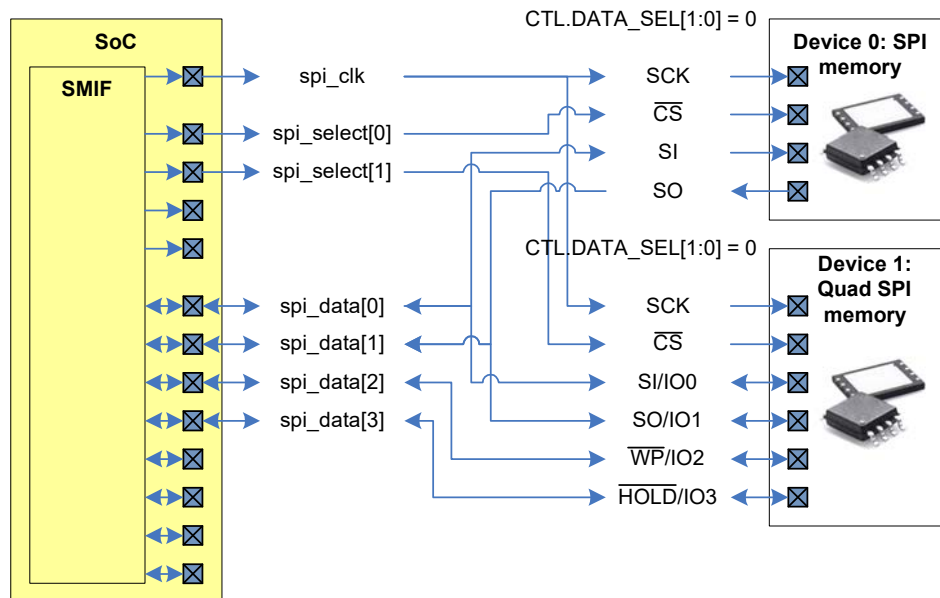 SoC
SMIF
spi_clk
spi_select[0]
spi_select[1]
spi_data[0]
spi_data[1]
spi_data[2]
spi_data[3]
CTL.DATA_SEL[1:0] = 0
SCK
CS
SI
SO
Device 0: SPI
memory
CTL.DATA_SEL[1:0] = 0
SCK
CS
SI/IO0
SO/IO1
WP/IO2
HOLD/IO3
Device 1:
Quad SPI
memory